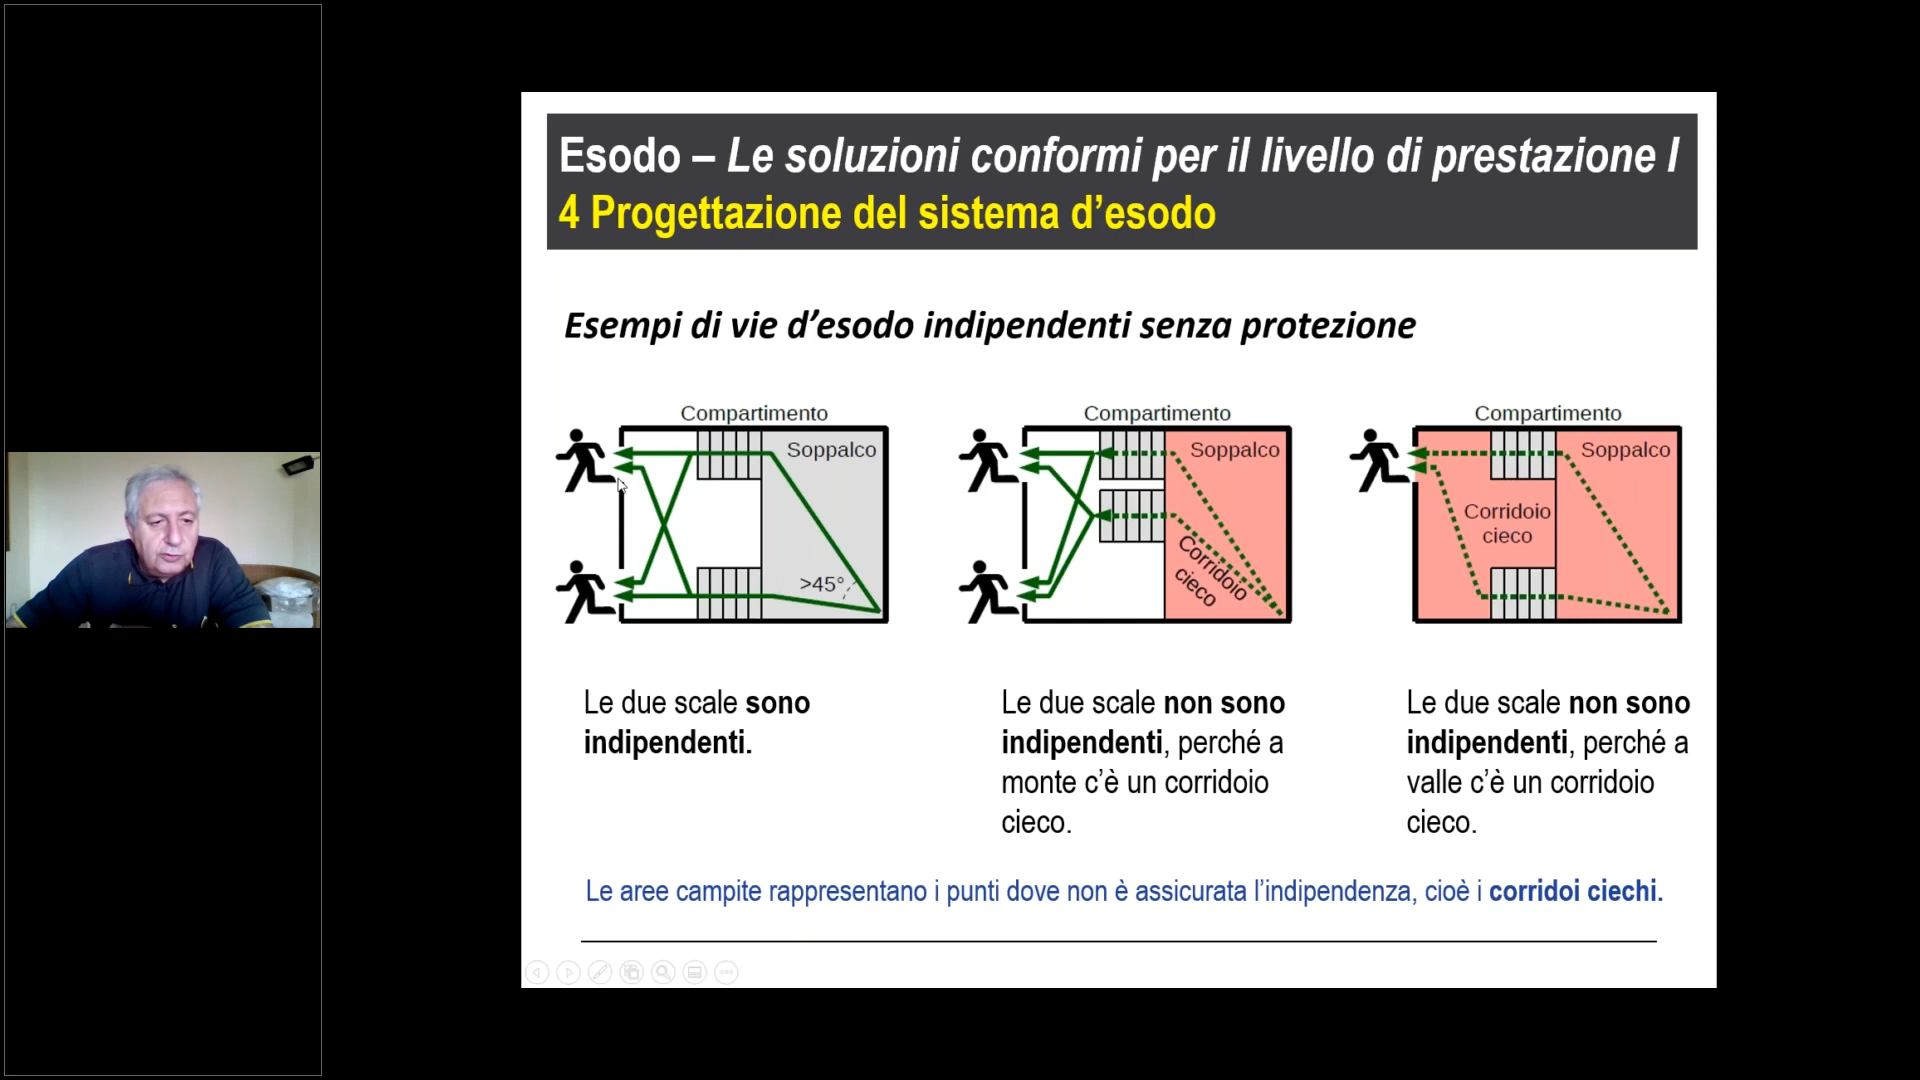 Esodo – Le soluzioni conformi per il livello di prestazione I
4 Progettazione del sistema d’esodo
Esempi di vie d’esodo indipendenti senza protezione
Compartimento
Soppalco
>45°
Compartimento
Soppalco
Corridoio
cieco
Compartimento
Soppalco
Corridoio
cieco
Le due scale sono
indipendenti.
Le due scale non sono
indipendenti, perché a
monte c’è un corridoio
cieco.
Le due scale non sono
indipendenti, perché a
valle c’è un corridoio
cieco.
Le aree campite rappresentano i punti dove non è assicurata l’indipendenza, cioè i corridoi ciechi.